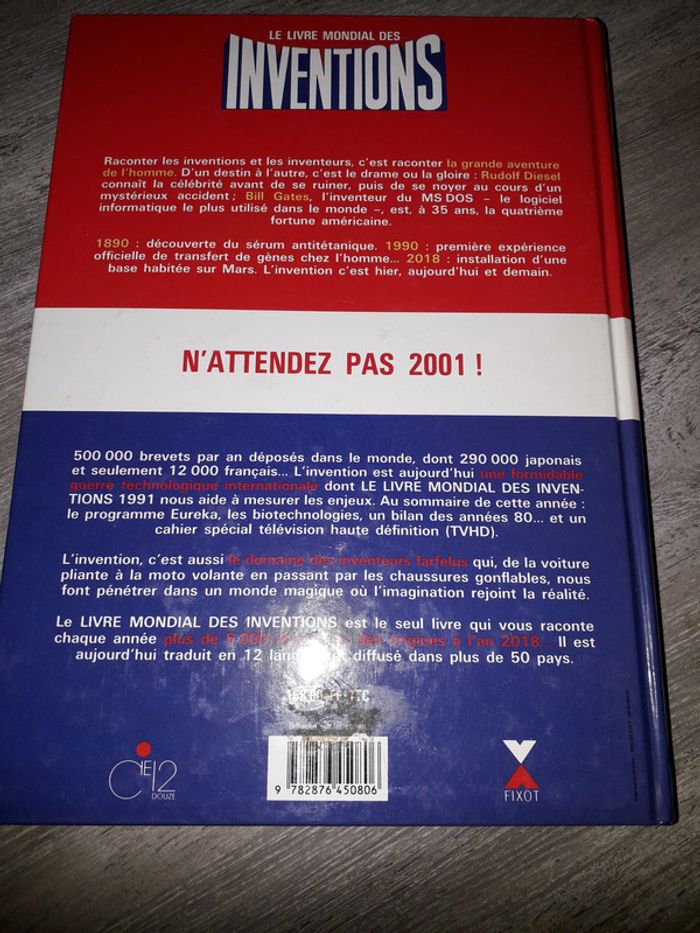 LE LIVRE MONDIAL DES
INVENTIONS
Raconter les inventions et les inventeurs, c'est raconter la grande aventure
de l'homme. D'un destin à l'autre, c'est le drame ou la gloire : Rudolf Diesel
connaît la célébrité avant de se ruiner, puis de se noyer au cours d'un
mystérieux accident ; Bill Gates, l'inventeur du MS DOS – le logiciel
informatique le plus utilisé dans le monde –, est, à 35 ans, la quatrième
fortune américaine.
1890 : découverte du sérum antitétanique. 1990 : première expérience
officielle de transfert de gènes chez l'homme... 2018 : installation d'une
base habitée sur Mars. L'invention c'est hier, aujourd'hui et demain.
N'ATTENDEZ PAS 2001 !
500 000 brevets par an déposés dans le monde, dont 290 000 japonais
et seulement 12 000 français... L'invention est aujourd'hui une formidable
guerre technologique internationale dont LE LIVRE MONDIAL DES INVEN-
TIONS 1991 nous aide à mesurer les enjeux. Au sommaire de cette année :
le programme Eureka, les biotechnologies, un bilan des années 80... et un
cahier spécial télévision haute définition (TVHD).
L'invention, c'est aussi le domaine des inventeurs farfelus qui, de la voiture
pliante à la moto volante en passant par les chaussures gonflables, nous
font pénétrer dans un monde magique où l'imagination rejoint la réalité.
Le LIVRE MONDIAL DES INVENTIONS est le seul livre qui vous raconte
chaque année plus de 5 000 des origines à l'an 2018... Il est
aujourd'hui traduit en 12 diffusé dans plus de 50 pays.
TTC
CIE 12
DOUZE
9 782876 450806
FIXOT